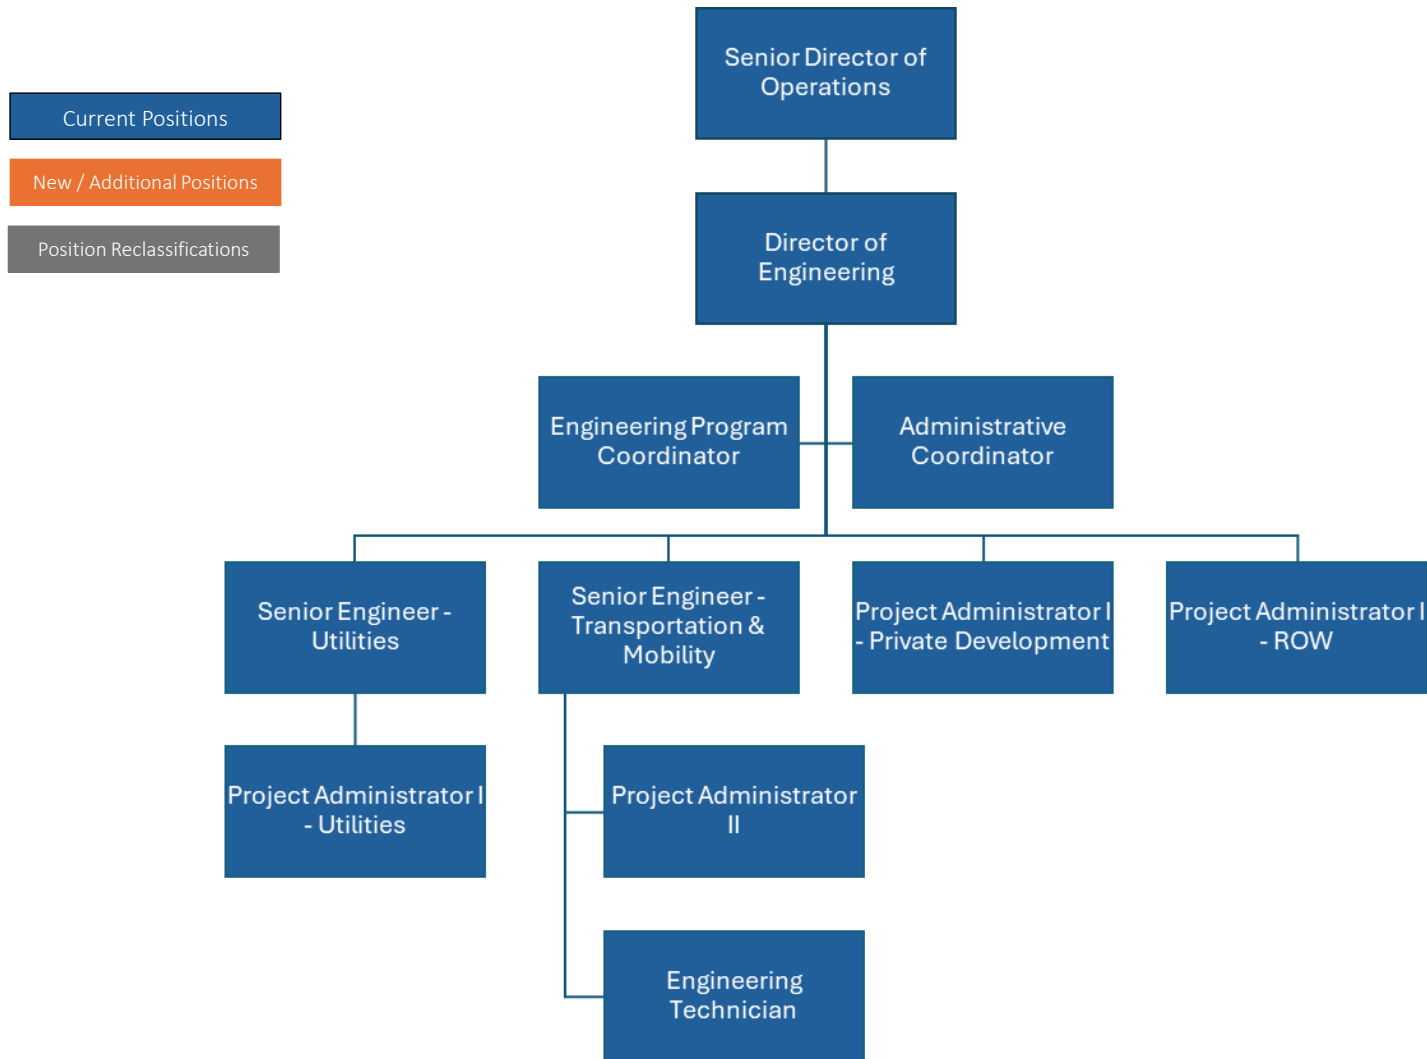 Senior Director of
Operations
Current Positions
New / Additional Positions
Position Reclassifications
Director of
Engineering
Engineering Program
Coordinator
Administrative
Coordinator
Senior Engineer -
Utilities
Senior Engineer -
Transportation &
Mobility
Project Administrator I
- Private Development
Project Administrator I
- ROW
Project Administrator I
- Utilities
Project Administrator
II
Engineering
Technician